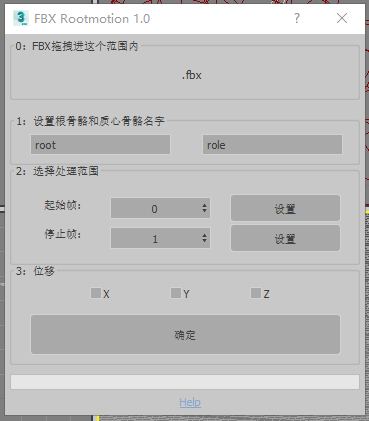 FBX Rootmotion 1.0
0: FBX拖拽进这个范围内
.fbx
1: 设置根骨骼和质心骨骼名字
root role
2: 选择处理范围
起始帧: 0 设置
停止帧: 1 设置
3: 位移
X Y Z
确定
Help